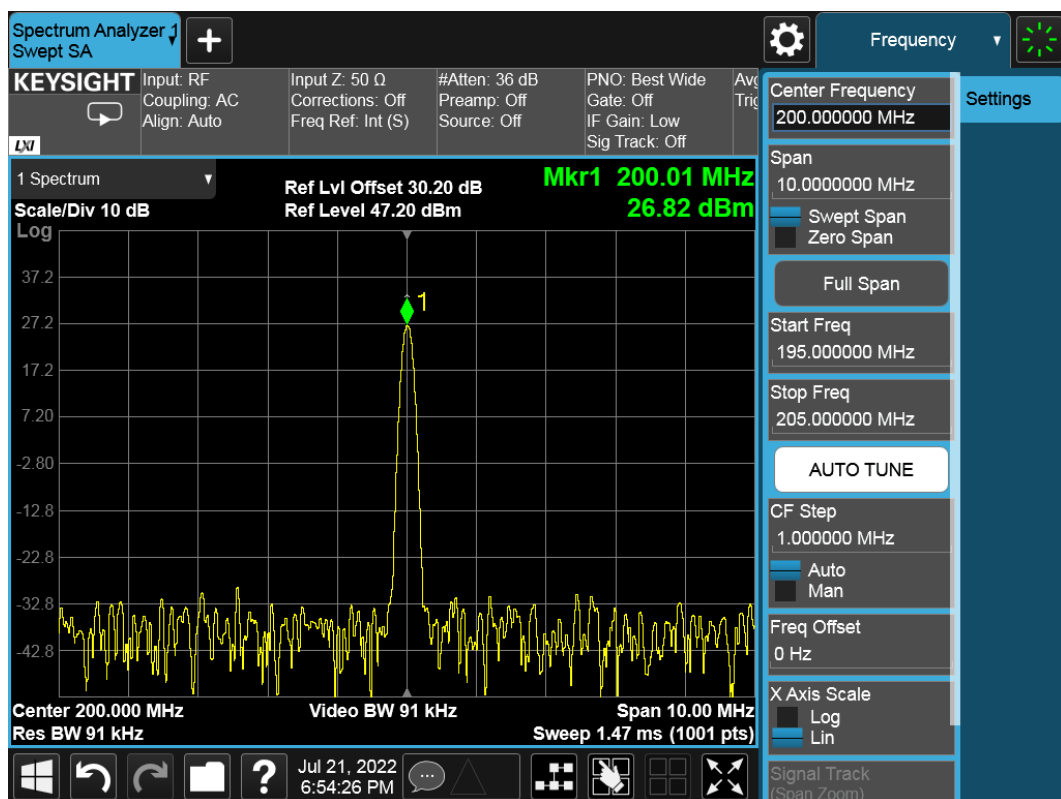 Spectrum Analyzer 1
Swept SA
Frequency
KEYSIGHT
LXI
Input: RF
Coupling: AC
Align: Auto
Input Z: 50 Ω
Corrections: Off
Freq Ref: Int (S)
#Atten: 36 dB
Preamp: Off
Source: Off
PNO: Best Wide
Gate: Off
IF Gain: Low
Sig Track: Off
1 Spectrum
Scale/Div 10 dB
Log
Ref Lvl Offset 30.20 dB
Ref Level 47.20 dBm
Mkr1 200.01 MHz
26.82 dBm
1
37.2
27.2
17.2
7.20
-2.80
-12.8
-22.8
-32.8
-42.8
Center 200.000 MHz
Video BW 91 kHz
Span 10.00 MHz
Res BW 91 kHz
Sweep 1.47 ms (1001 pts)
Jul 21, 2022
6:54:26 PM
Center Frequency
200.000000 MHz
Span
10.0000000 MHz
Swept Span
Zero Span
Full Span
Start Freq
195.000000 MHz
Stop Freq
205.000000 MHz
AUTO TUNE
CF Step
1.000000 MHz
Auto
Man
Freq Offset
0 Hz
X Axis Scale
Log
Lin
Signal Track
(Span Zoom)
Settings